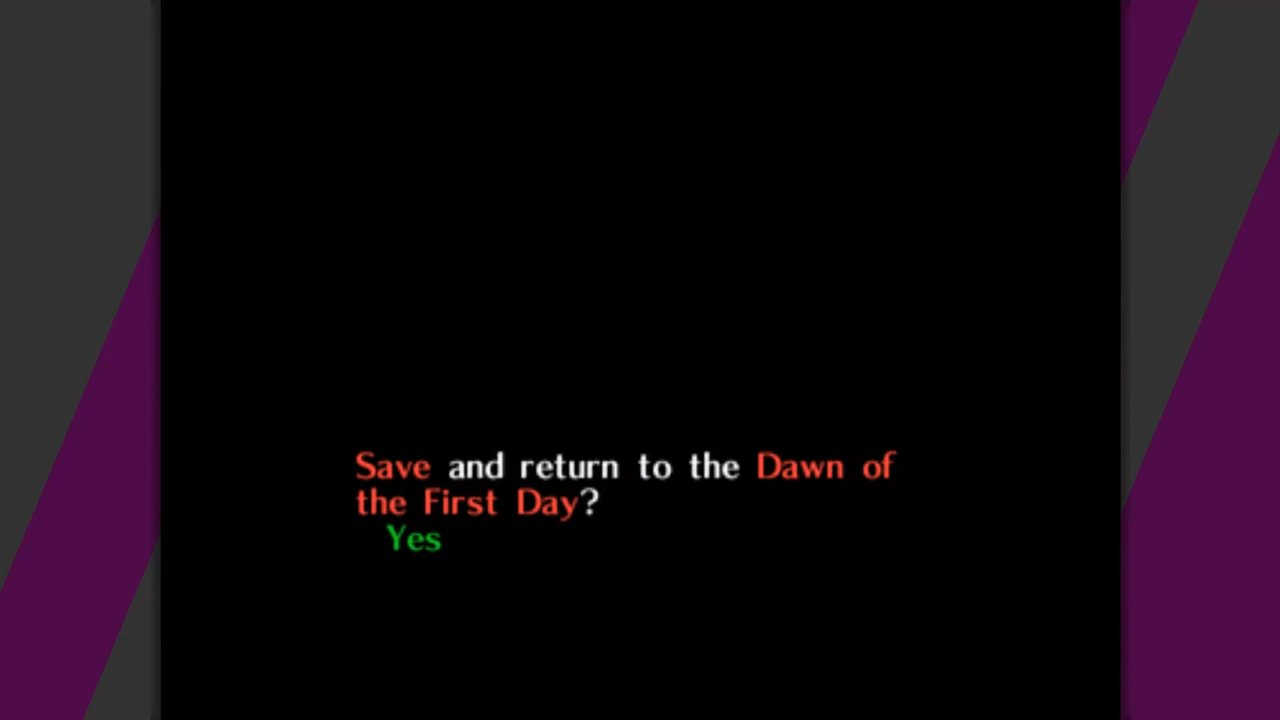 Save and return to the Dawn of
the First Day?
Yes